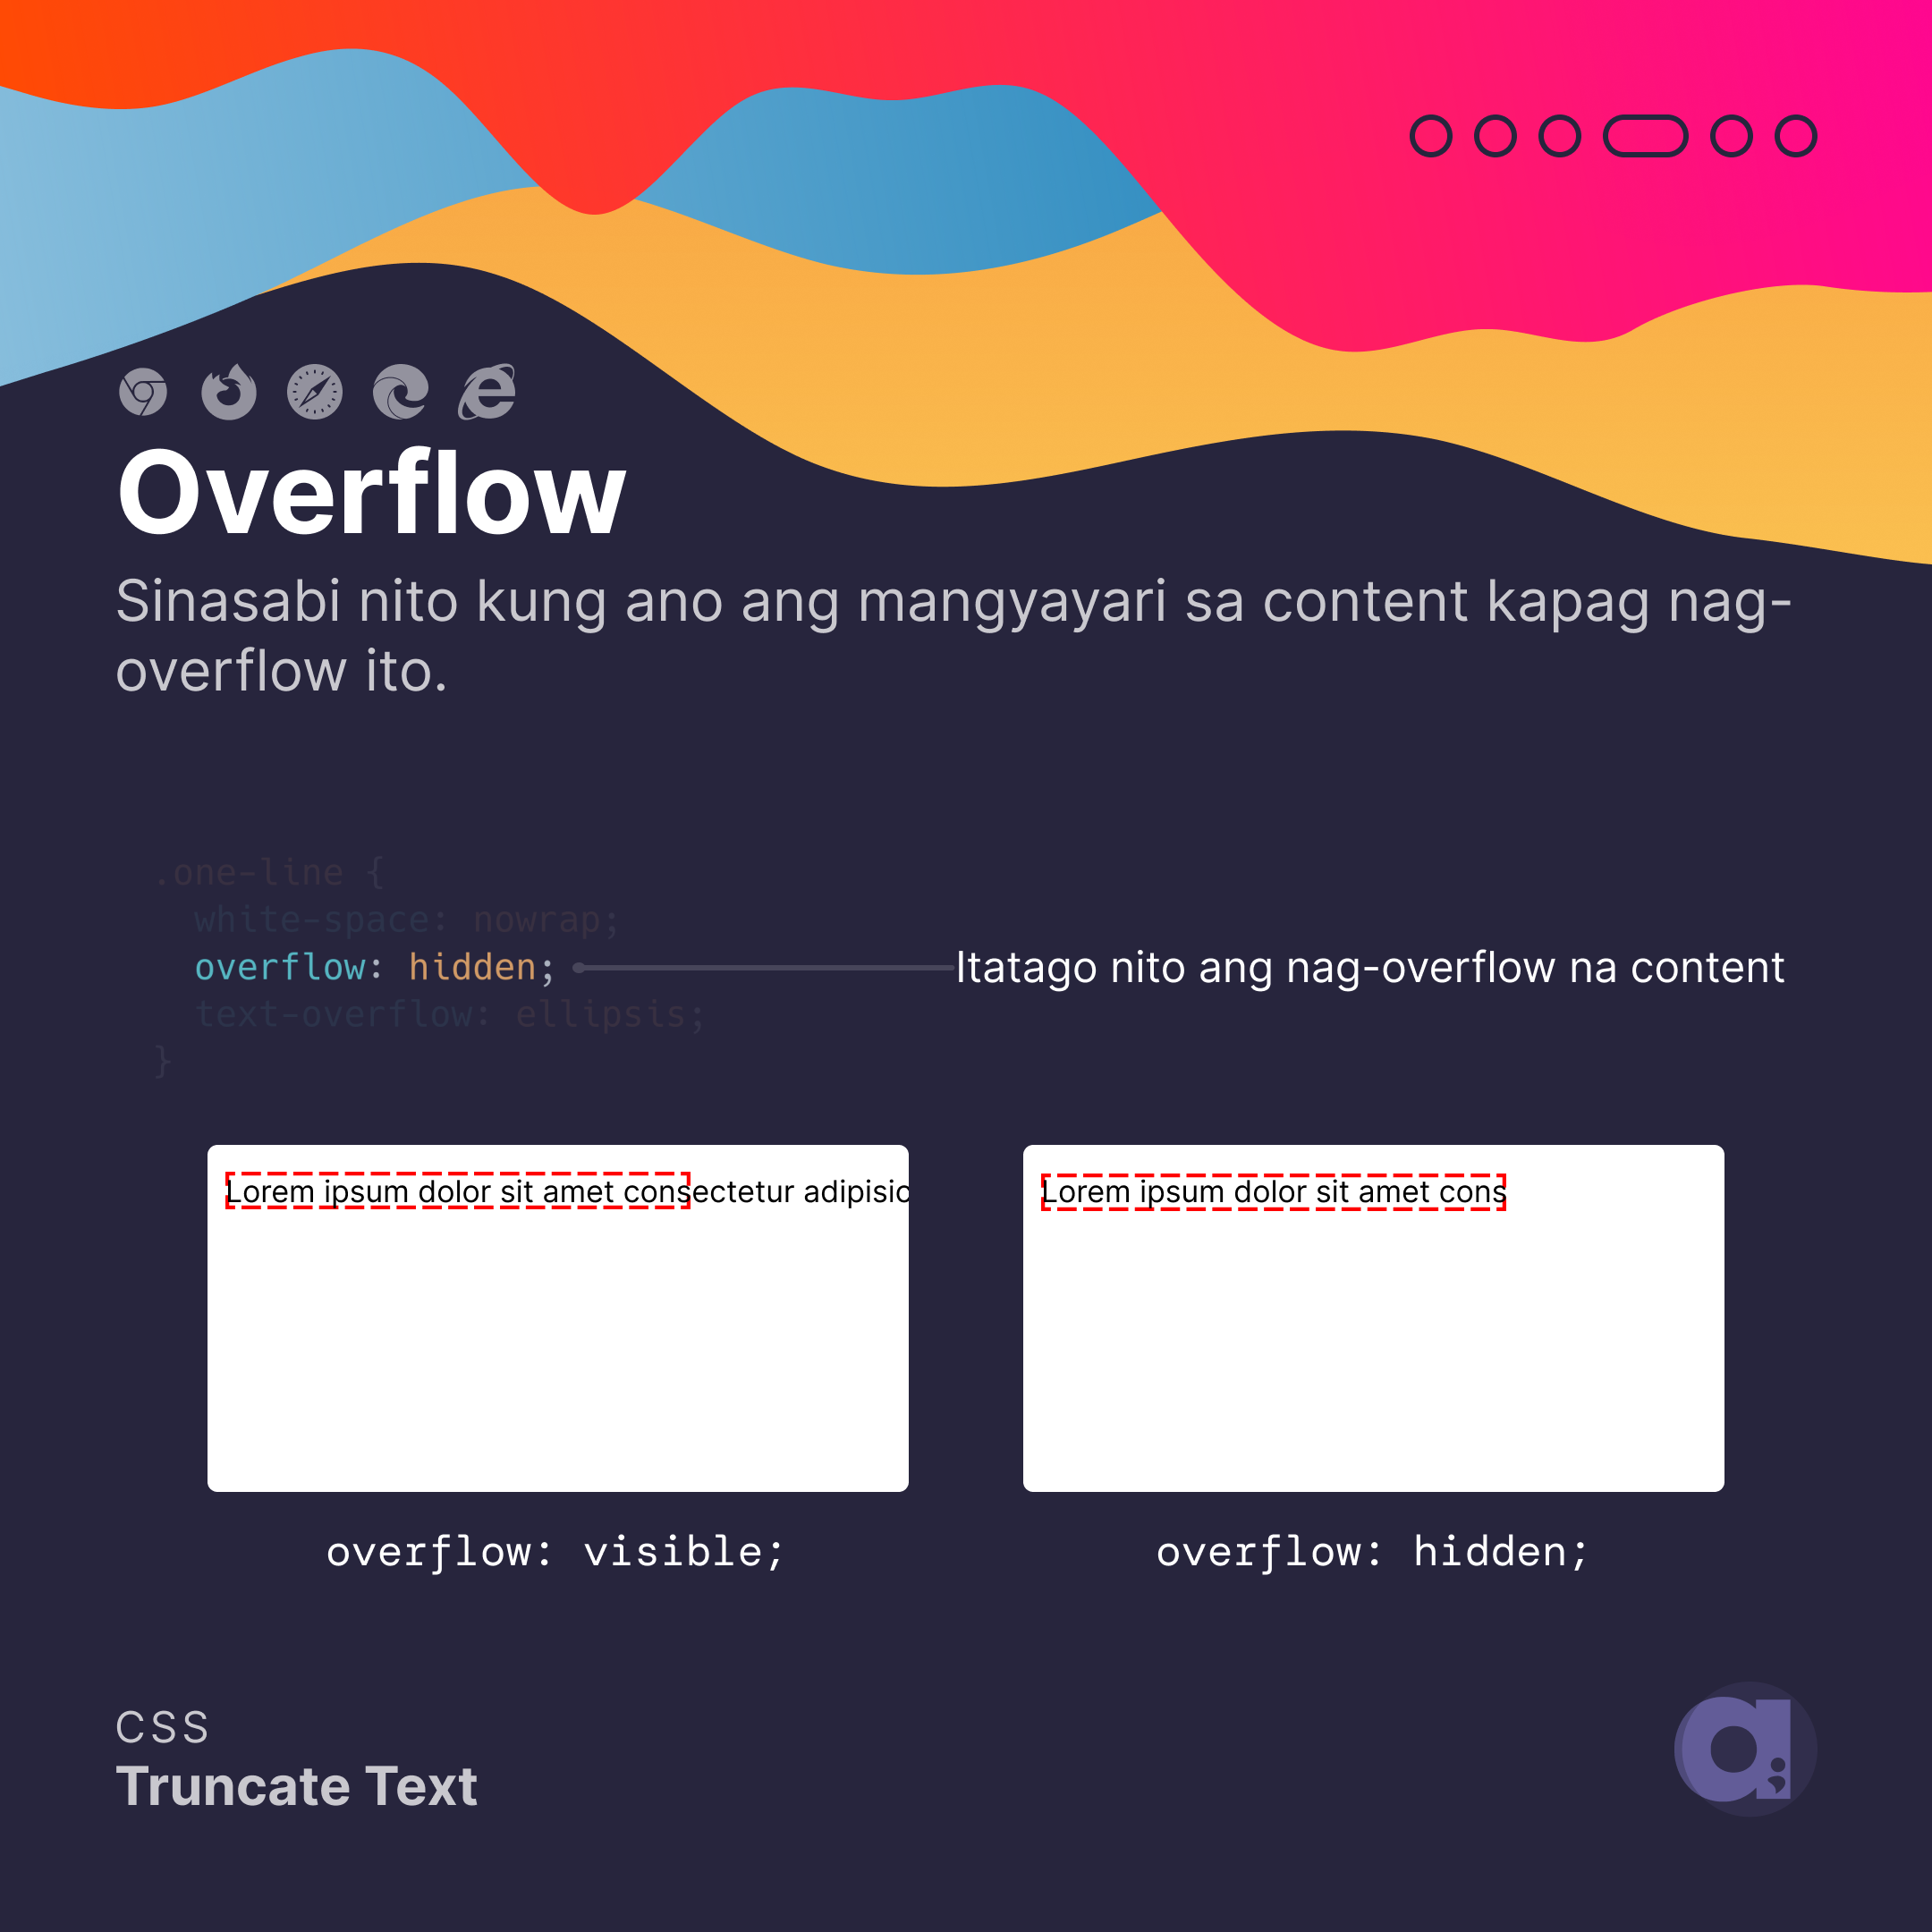 Overflow
Sinasabi nito kung ano ang mangyayari sa content kapag nag-
overflow ito.
.one-line {
white-space: nowrap;
overflow: hidden;
Itatago nito ang nag-overflow na content
text-overflow: ellipsis;
}
Lorem ipsum dolor sit amet consectetur adipisic
Lorem ipsum dolor sit amet cons
overflow: visible;
overflow: hidden;
CSS
Truncate Text